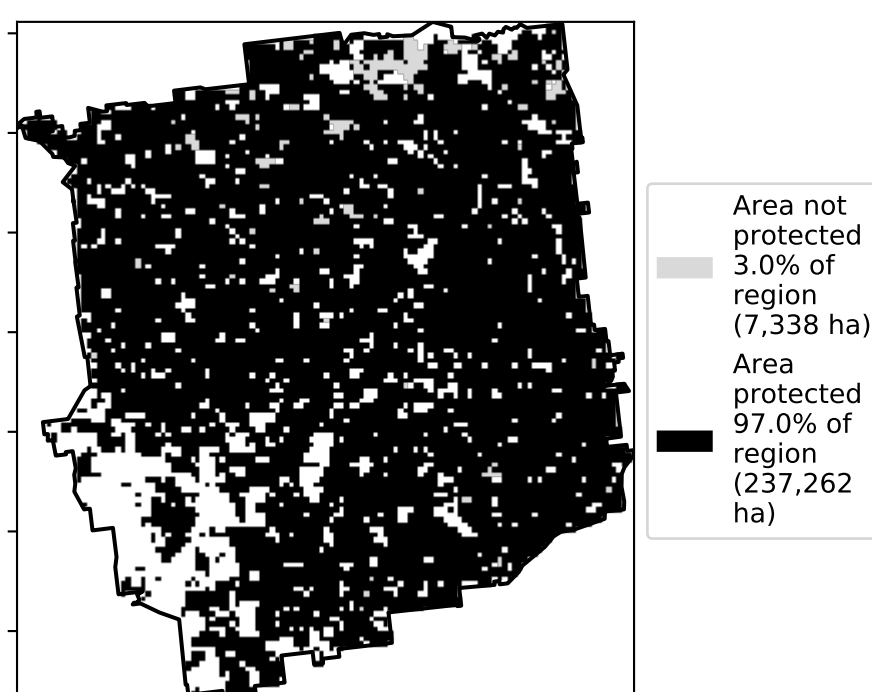 Area not
protected
3.0% of
region
(7,338 ha)
Area
protected
97.0% of
region
(237,262
ha)